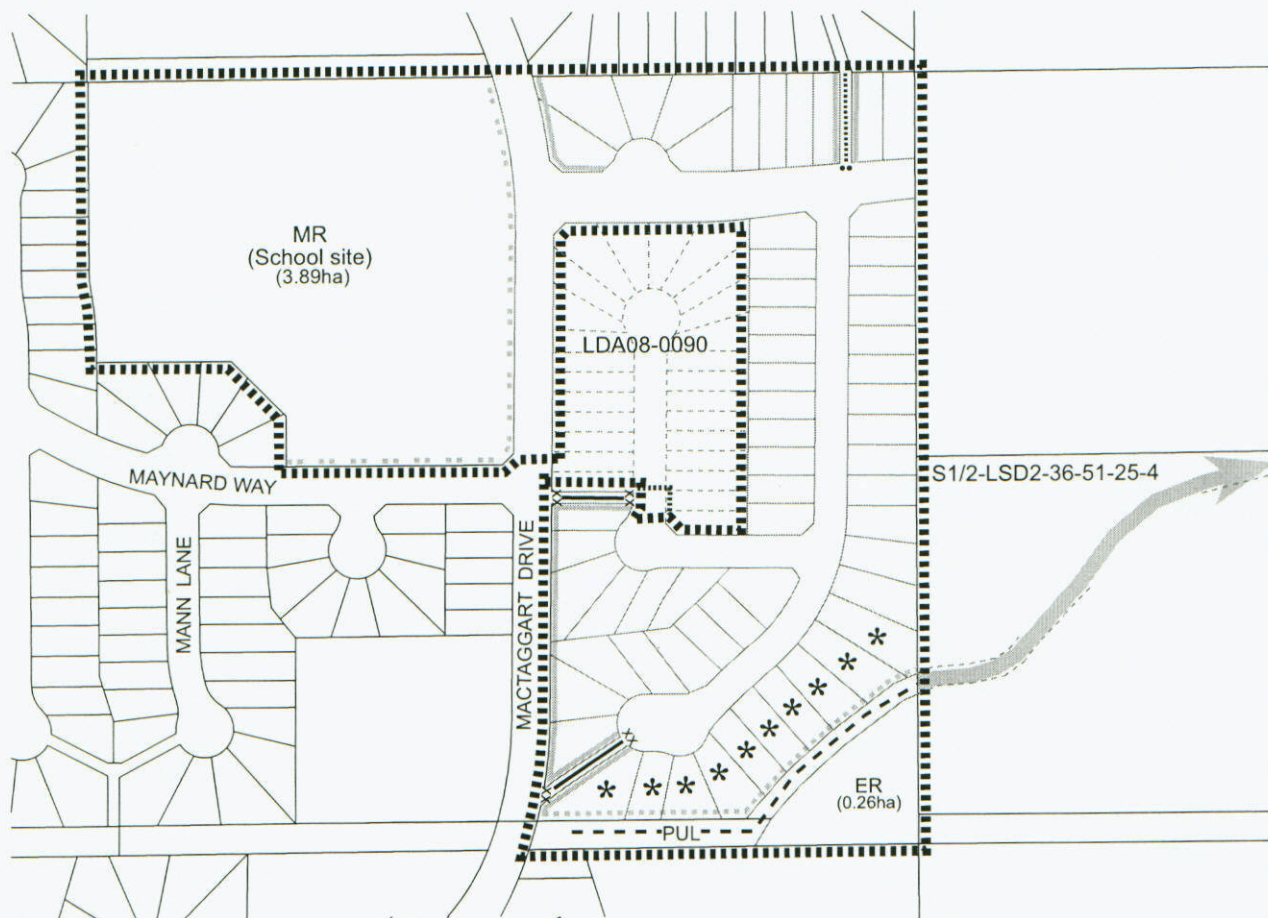 MR
(School site)
(3.89ha)
LDA08-0090
S1/2-LSD2-36-51-25-4
MAYNARD WAY
MANN LANE
MACTAGGART DRIVE
ER
(0.26ha)
PUL